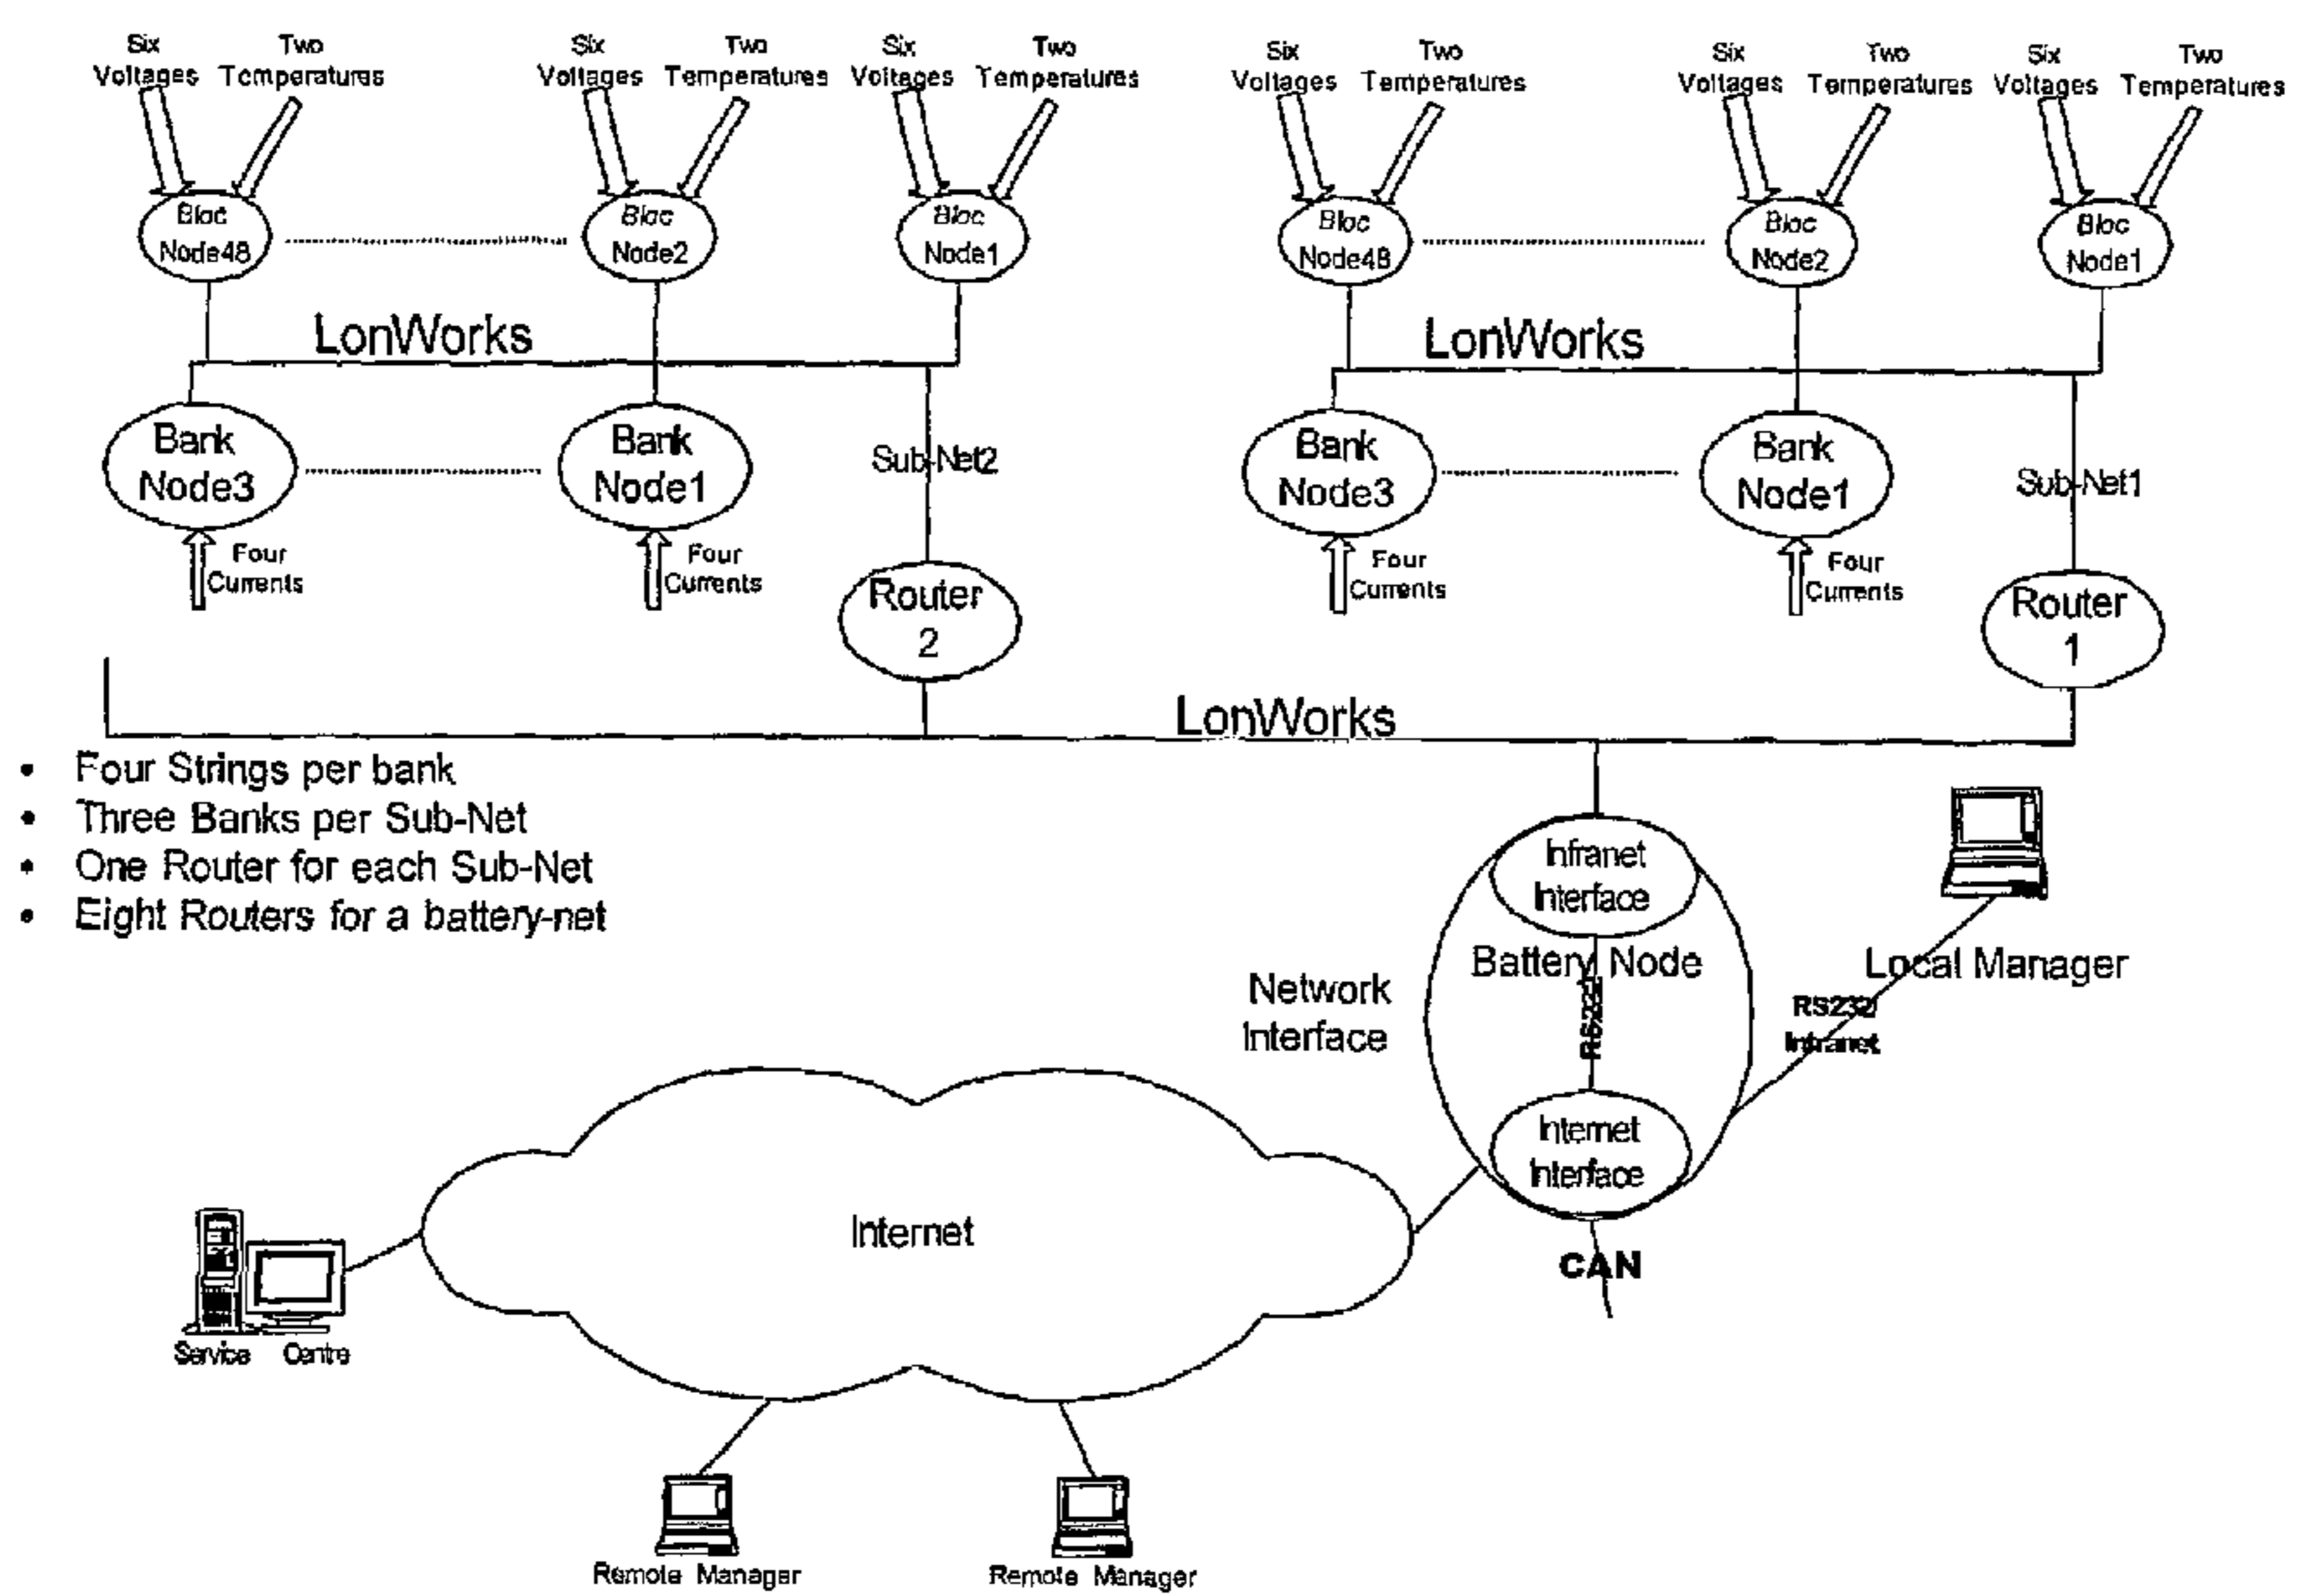 Six Two Six Two Six Two Six Two Six Two Six Two
Voltages Temperatures Voltages Temperatures Voltages Temperatures Voltages Temperatures Voltages Temperatures Voltages Temperatures
Bloc Bloc Bloc Bloc Bloc Bloc
Node48 Node2 Node1 Node48 Node2 Node1
LonWorks LonWorks
Bank Bank Bank Bank
Node3 Node1 Node3 Node1
Sub-Net2 Sub-Net1
Four Four Four Four
Currents Currents Currents Currents
Router Router
2 1
LonWorks
• Four Strings per bank
• Three Banks per Sub-Net
• One Router for each Sub-Net
• Eight Routers for a battery-net
Infranet
Interface
Battery Node
Local Manager
Network
Interface
RS232
RS232/
Intranet
Internet
Interface
Internet
CAN
Service Centre
Remote Manager Remote Manager